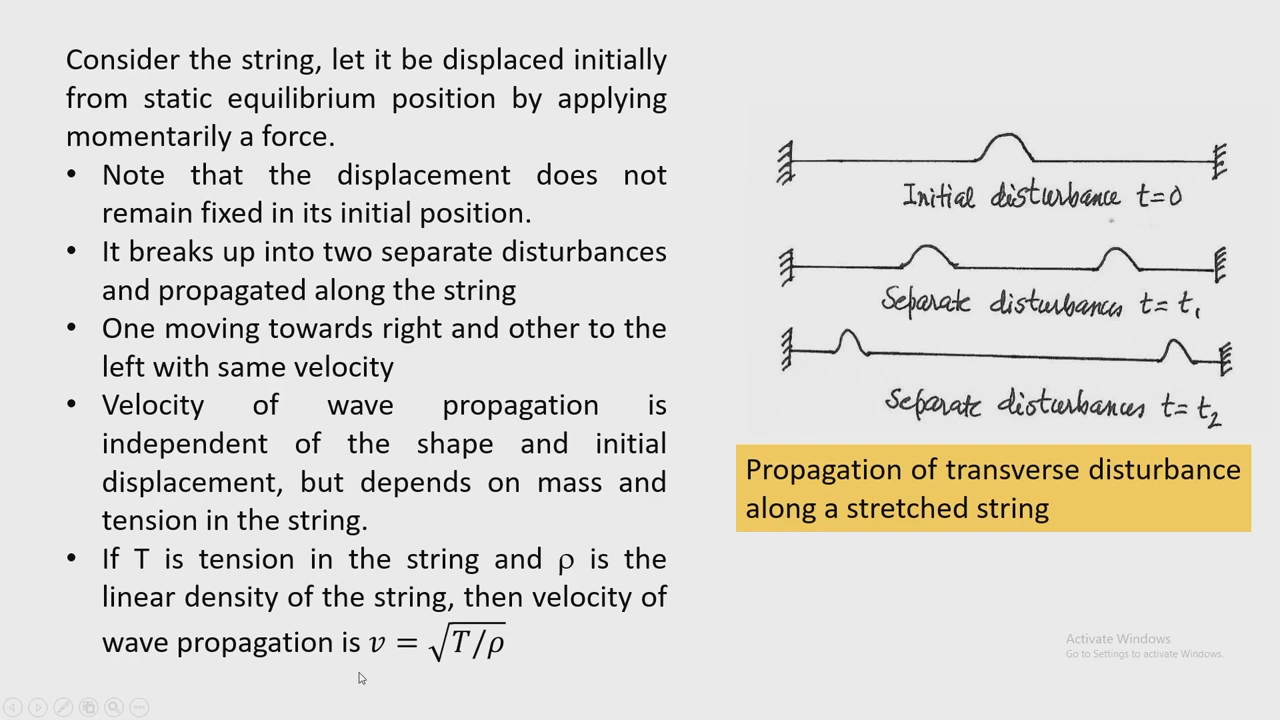 Consider the string, let it be displaced initially
from static equilibrium position by applying
momentarily a force.
• Note that the displacement does not
remain fixed in its initial position.
• It breaks up into two separate disturbances
and propagated along the string
• One moving towards right and other to the
left with same velocity
• Velocity of wave propagation is
independent of the shape and initial
displacement, but depends on mass and
tension in the string.
• If T is tension in the string and ρ is the
linear density of the string, then velocity of
wave propagation is v = √T/ρ
Initial disturbance t=0
Separate disturbances t= t₁
Separate disturbances t= t₂
Propagation of transverse disturbance
along a stretched string
Activate Windows
Go to Settings to activate Windows.